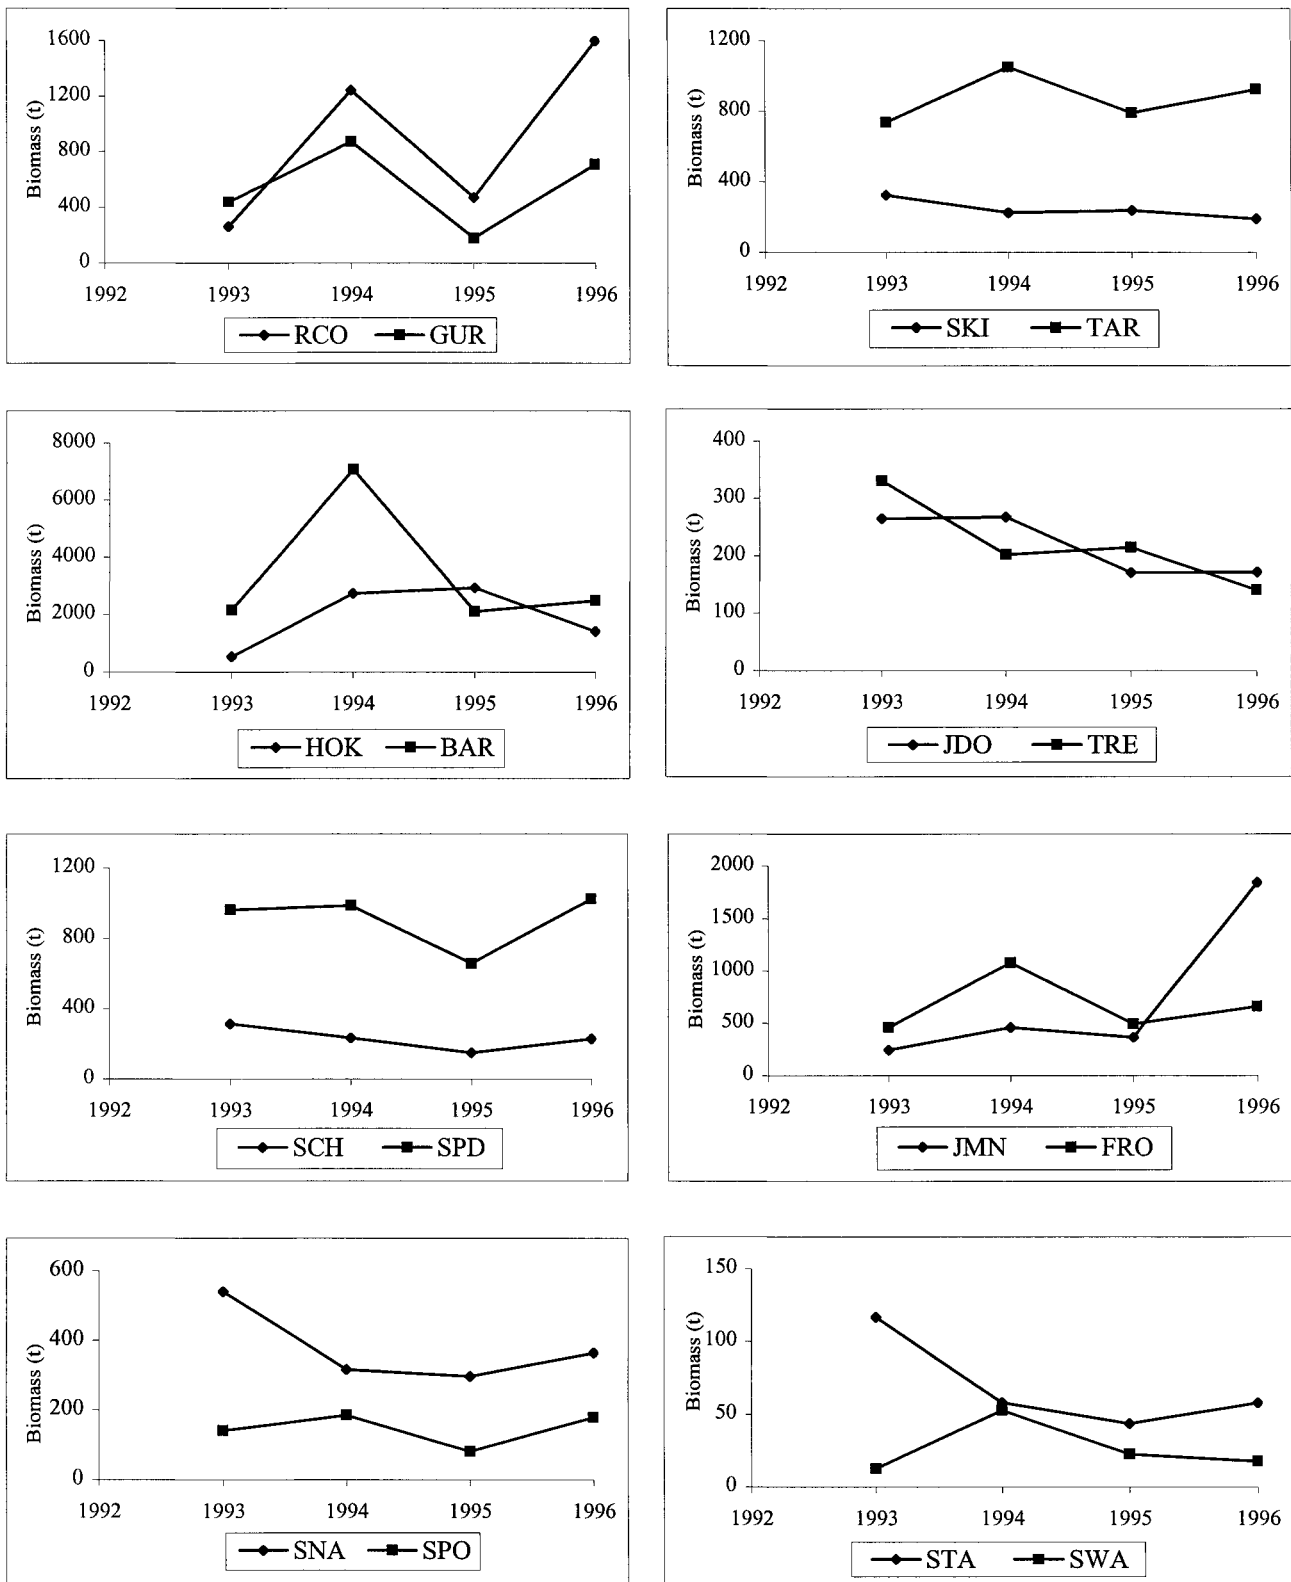 1600
1200
800
400
0
Biomass (t)
1992 1993 1994 1995 1996
RCO GUR
1200
800
400
0
Biomass (t)
1992 1993 1994 1995 1996
SKI TAR
8000
6000
4000
2000
0
Biomass (t)
1992 1993 1994 1995 1996
HOK BAR
400
300
200
100
0
Biomass (t)
1992 1993 1994 1995 1996
JDO TRE
1200
800
400
0
Biomass (t)
1992 1993 1994 1995 1996
SCH SPD
2000
1500
1000
500
0
Biomass (t)
1992 1993 1994 1995 1996
JMN FRO
600
400
200
0
Biomass (t)
1992 1993 1994 1995 1996
SNA SPO
150
100
50
0
Biomass (t)
1992 1993 1994 1995 1996
STA SWA